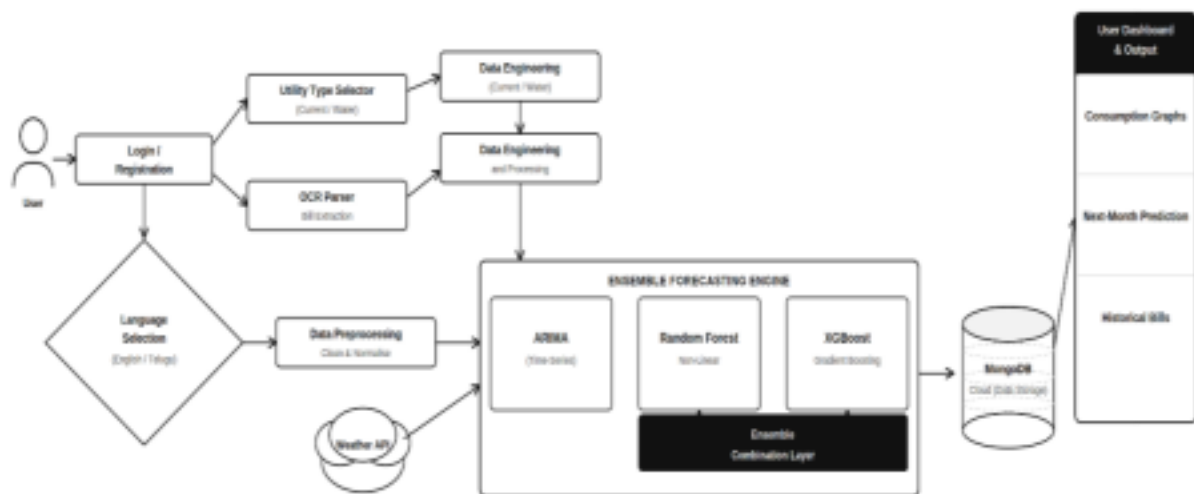 User
Login /
Registration
Utility Type Selector
(Current / Water)
OCR Parser
Bill Extraction
Data Engineering
(Current / Water)
Data Engineering
and Processing
Language
Selection
(English / Telugu)
Data Preprocessing
Clean & Normalise
Weather API
ENSEMBLE FORECASTING ENGINE
ARIMA
(Time-Series)
Random Forest
Non-Linear
XGBoost
Gradient Boosting
Ensemble
Combination Layer
MongoDB
Cloud (Data Storage)
User Dashboard
& Output
Consumption Graphs
Next-Month Prediction
Historical Bills